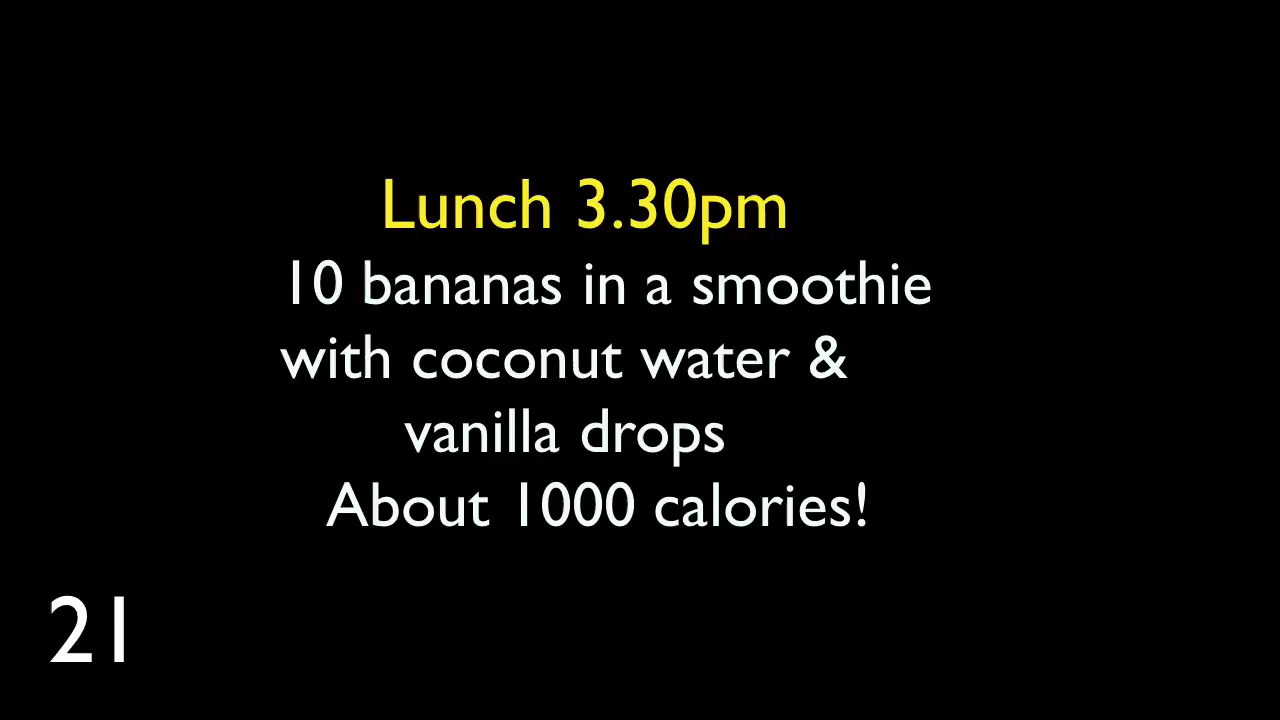 Lunch 3.30pm
10 bananas in a smoothie
with coconut water &
vanilla drops
About 1000 calories!
21